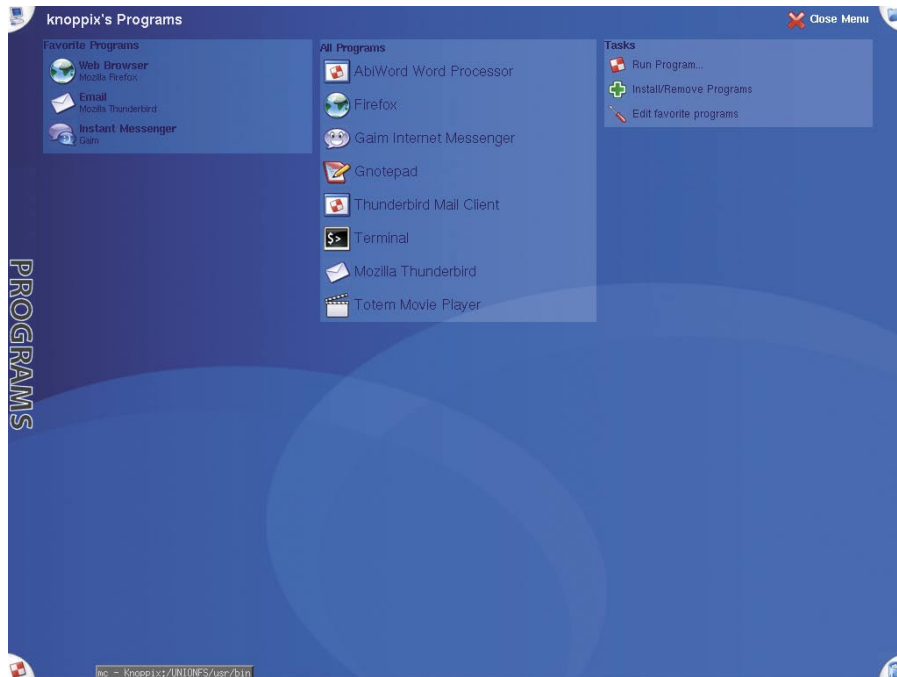 knoppix's Programs
Close Menu
Favorite Programs
Web Browser
Mozilla Firefox
Email
Mozilla Thunderbird
Instant Messenger
Gaim
All Programs
AbiWord Word Processor
Firefox
Gaim Internet Messenger
Gnotepad
Thunderbird Mail Client
$>
Terminal
Mozilla Thunderbird
Totem Movie Player
Tasks
Run Program...
Install/Remove Programs
Edit favorite programs
PROGRAMS
mc - Knoppix:/UNIONFS/usr/bin